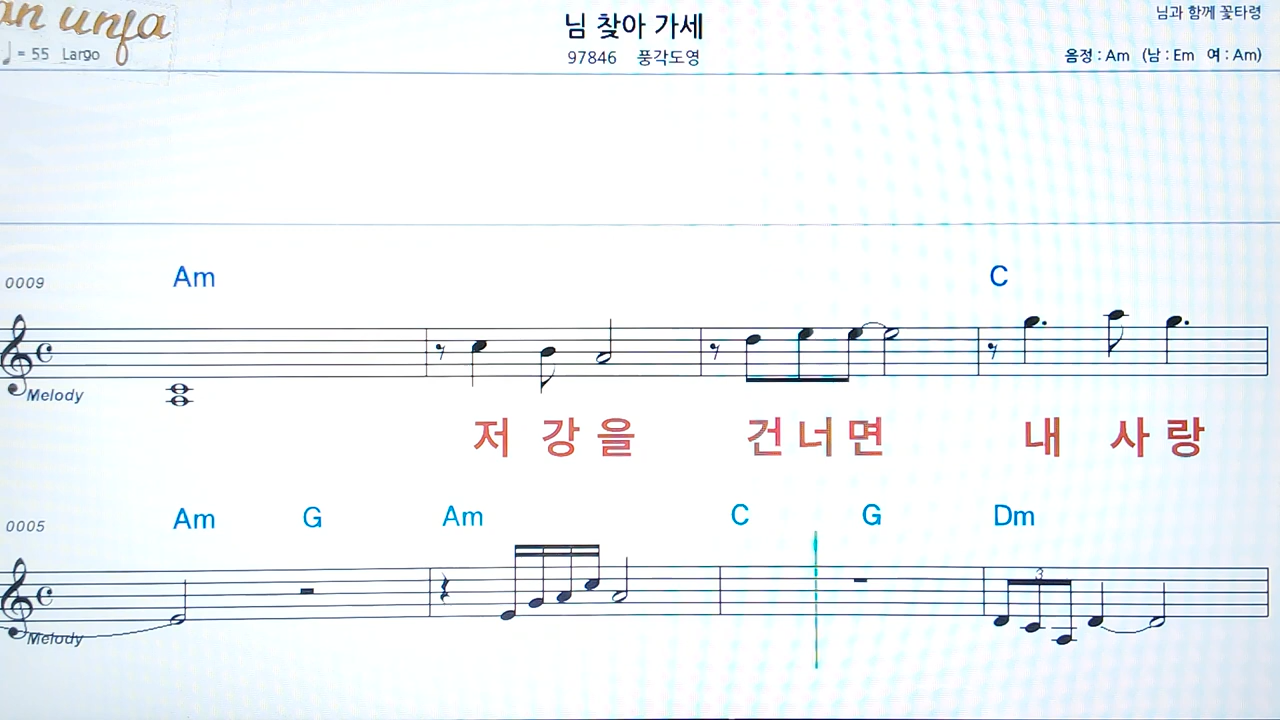 님 찾아 가세
님과 함께 꽃타령
♩= 55 Largo
97846 풍각도영
음정 : Am (남 : Em 여 : Am)
0009
Am
C
Melody
저 강 을 건 너 면 내 사 랑
0005
Am G Am C G Dm
3
Melody